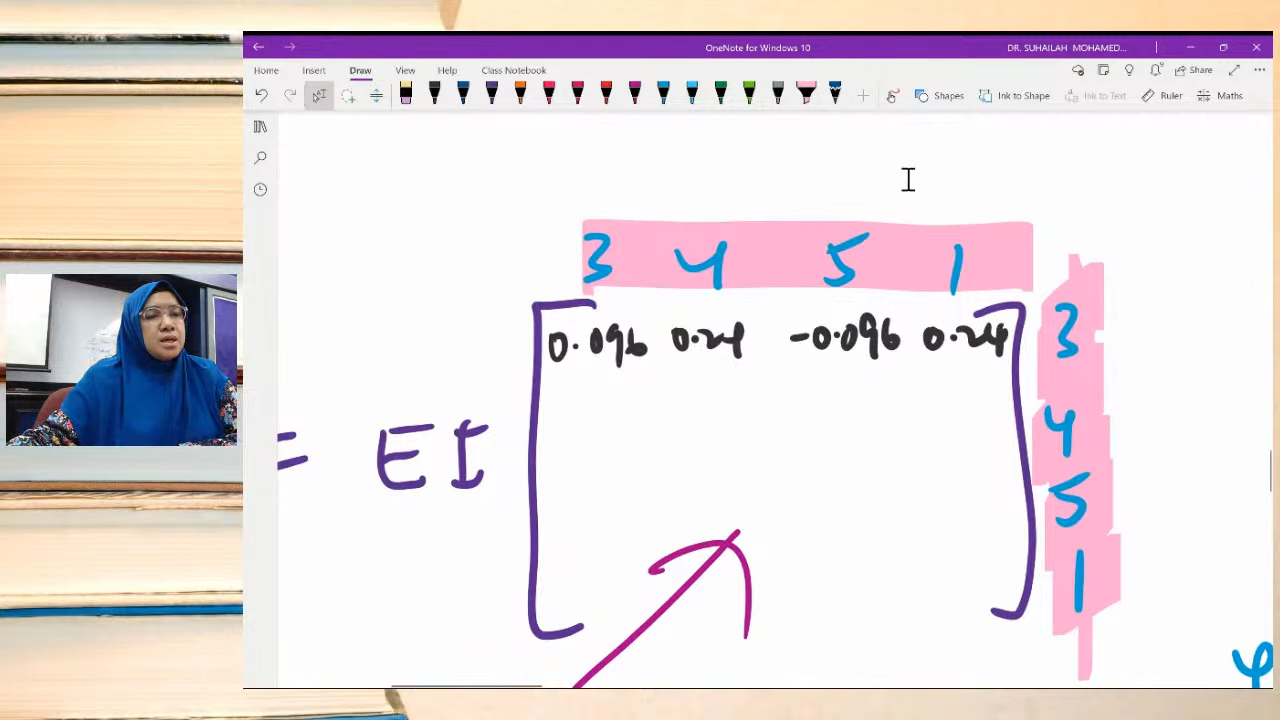 OneNote for Windows 10
DR. SUHAILAH MOHAMED...
Home Insert Draw View Help Class Notebook
Share
Shapes Ink to Shape Ink to Text Ruler Maths
3 4 5 1
0.096 0.24 -0.096 0.24 3
4
= EI
5
1
4